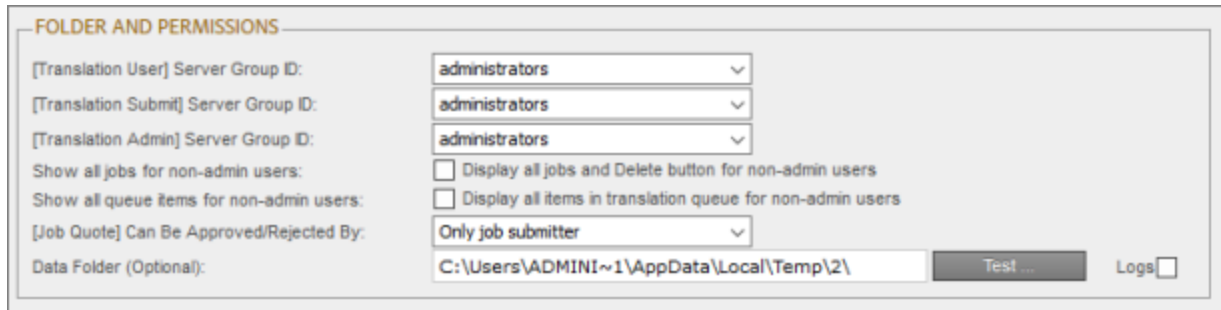 FOLDER AND PERMISSIONS
[Translation User] Server Group ID: administrators
[Translation Submit] Server Group ID: administrators
[Translation Admin] Server Group ID: administrators
Show all jobs for non-admin users: Display all jobs and Delete button for non-admin users
Show all queue items for non-admin users: Display all items in translation queue for non-admin users
[Job Quote] Can Be Approved/Rejected By: Only job submitter
Data Folder (Optional): C:\Users\ADMINI~1\AppData\Local\Temp\2\ Test ... Logs